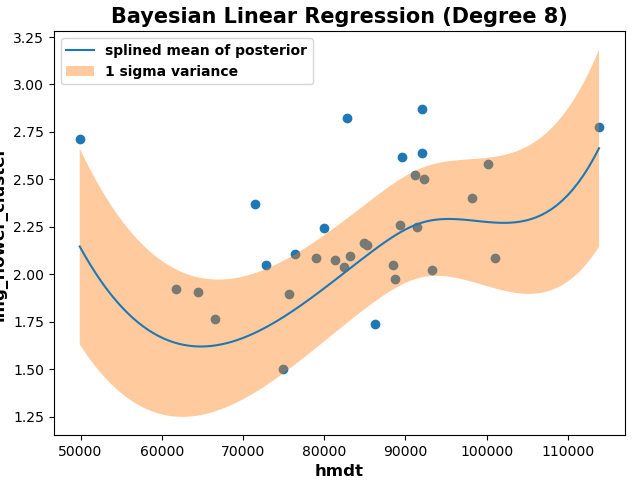 Bayesian Linear Regression (Degree 8)
splined mean of posterior
1 sigma variance
3.25
3.00
2.75
2.50
2.25
2.00
1.75
1.50
1.25
50000 60000 70000 80000 90000 100000 110000
hmdt